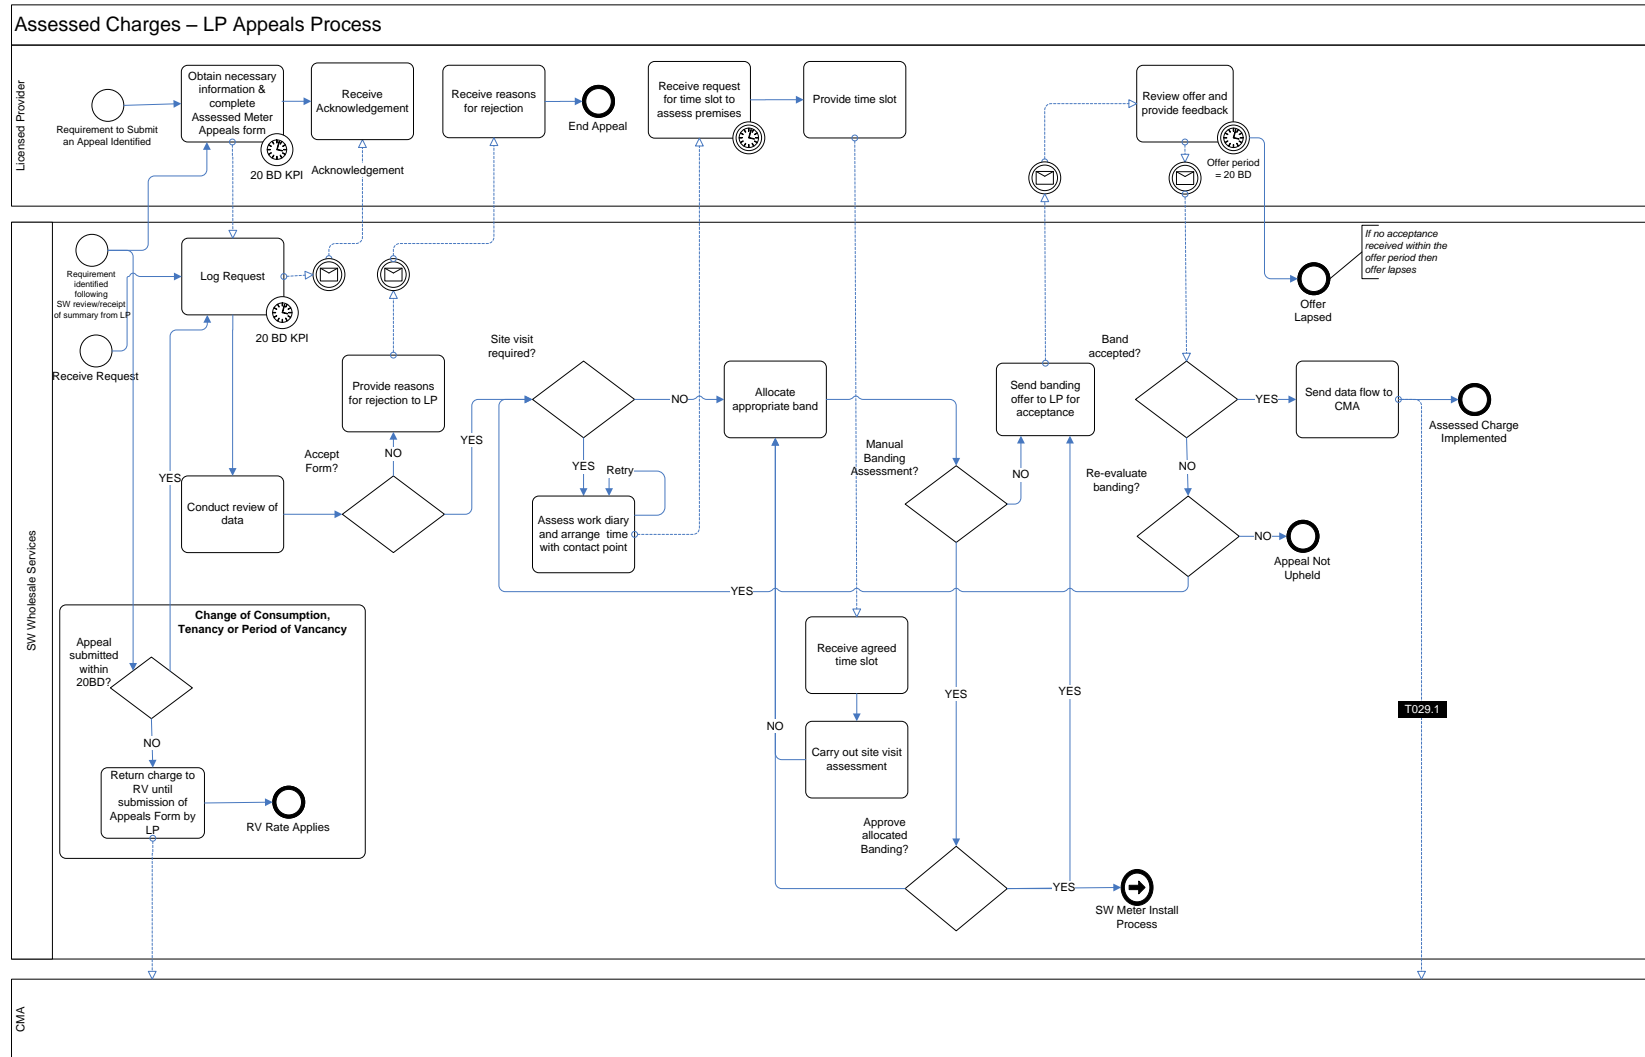 Assessed Charges – LP Appeals Process
Licensed Provider
Requirement to Submit
an Appeal Identified
Obtain necessary
information &
complete
Assessed Meter
Appeals form
20 BD KPI
Receive
Acknowledgement
Acknowledgement
Receive reasons
for rejection
End Appeal
Receive request
for time slot to
assess premises
Provide time slot
Review offer and
provide feedback
Offer period
= 20 BD
SW Wholesale Services
Requirement
identified
following
SW review/receipt
of summary from LP
Receive Request
Log Request
20 BD KPI
If no acceptance
received within the
offer period then
offer lapses
Offer
Lapsed
Provide reasons
for rejection to LP
Accept
Form?
NO
YES
YES
Conduct review of
data
Site visit
required?
NO
YES
Retry
Assess work diary
and arrange  time
with contact point
Allocate
appropriate band
Manual
Banding
Assessment?
NO
YES
Send banding
offer to LP for
acceptance
Band
accepted?
YES
NO
Send data flow to
CMA
Assessed Charge
Implemented
Re-evaluate
banding?
NO
Appeal Not
Upheld
YES
Change of Consumption,
Tenancy or Period of Vancancy
Appeal
submitted
within
20BD?
NO
Return charge to
RV until
submission of
Appeals Form by
LP
RV Rate Applies
Receive agreed
time slot
Carry out site visit
assessment
NO
YES
Approve
allocated
Banding?
YES
SW Meter Install
Process
T029.1
CMA